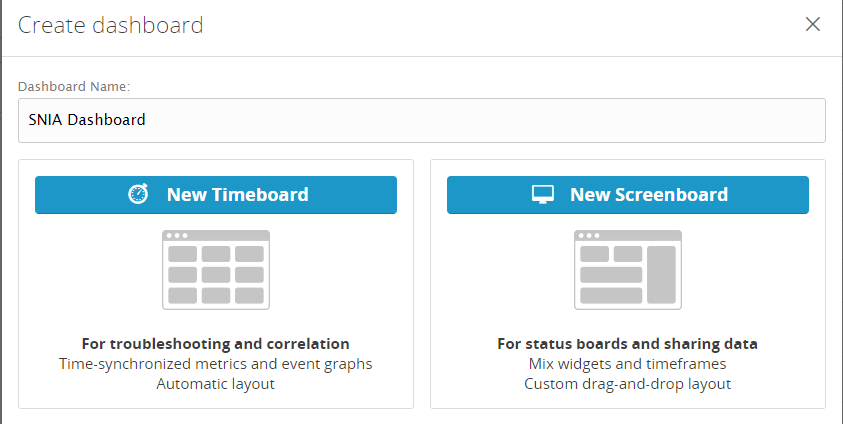 Create dashboard
Dashboard Name:
SNIA Dashboard
New Timeboard
For troubleshooting and correlation
Time-synchronized metrics and event graphs
Automatic layout
New Screenboard
For status boards and sharing data
Mix widgets and timeframes
Custom drag-and-drop layout